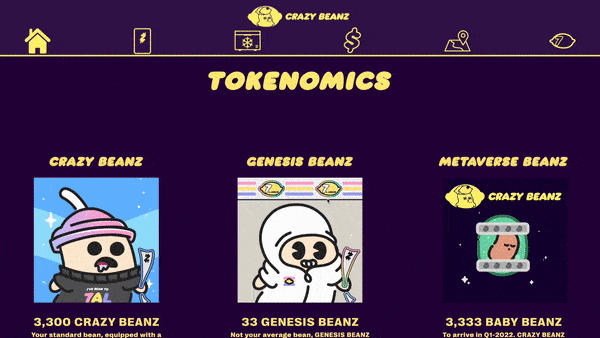 CRAZY BEANZ
TOKENOMICS
CRAZY BEANZ
GENESIS BEANZ
METAVERSE BEANZ
CRAZY BEANZ
3,300 CRAZY BEANZ
33 GENESIS BEANZ
3,333 BABY BEANZ
Your standard bean, equipped with a
Not your average bean, GENESIS BEANZ
To arrive in Q1-2022. CRAZY BEANZ